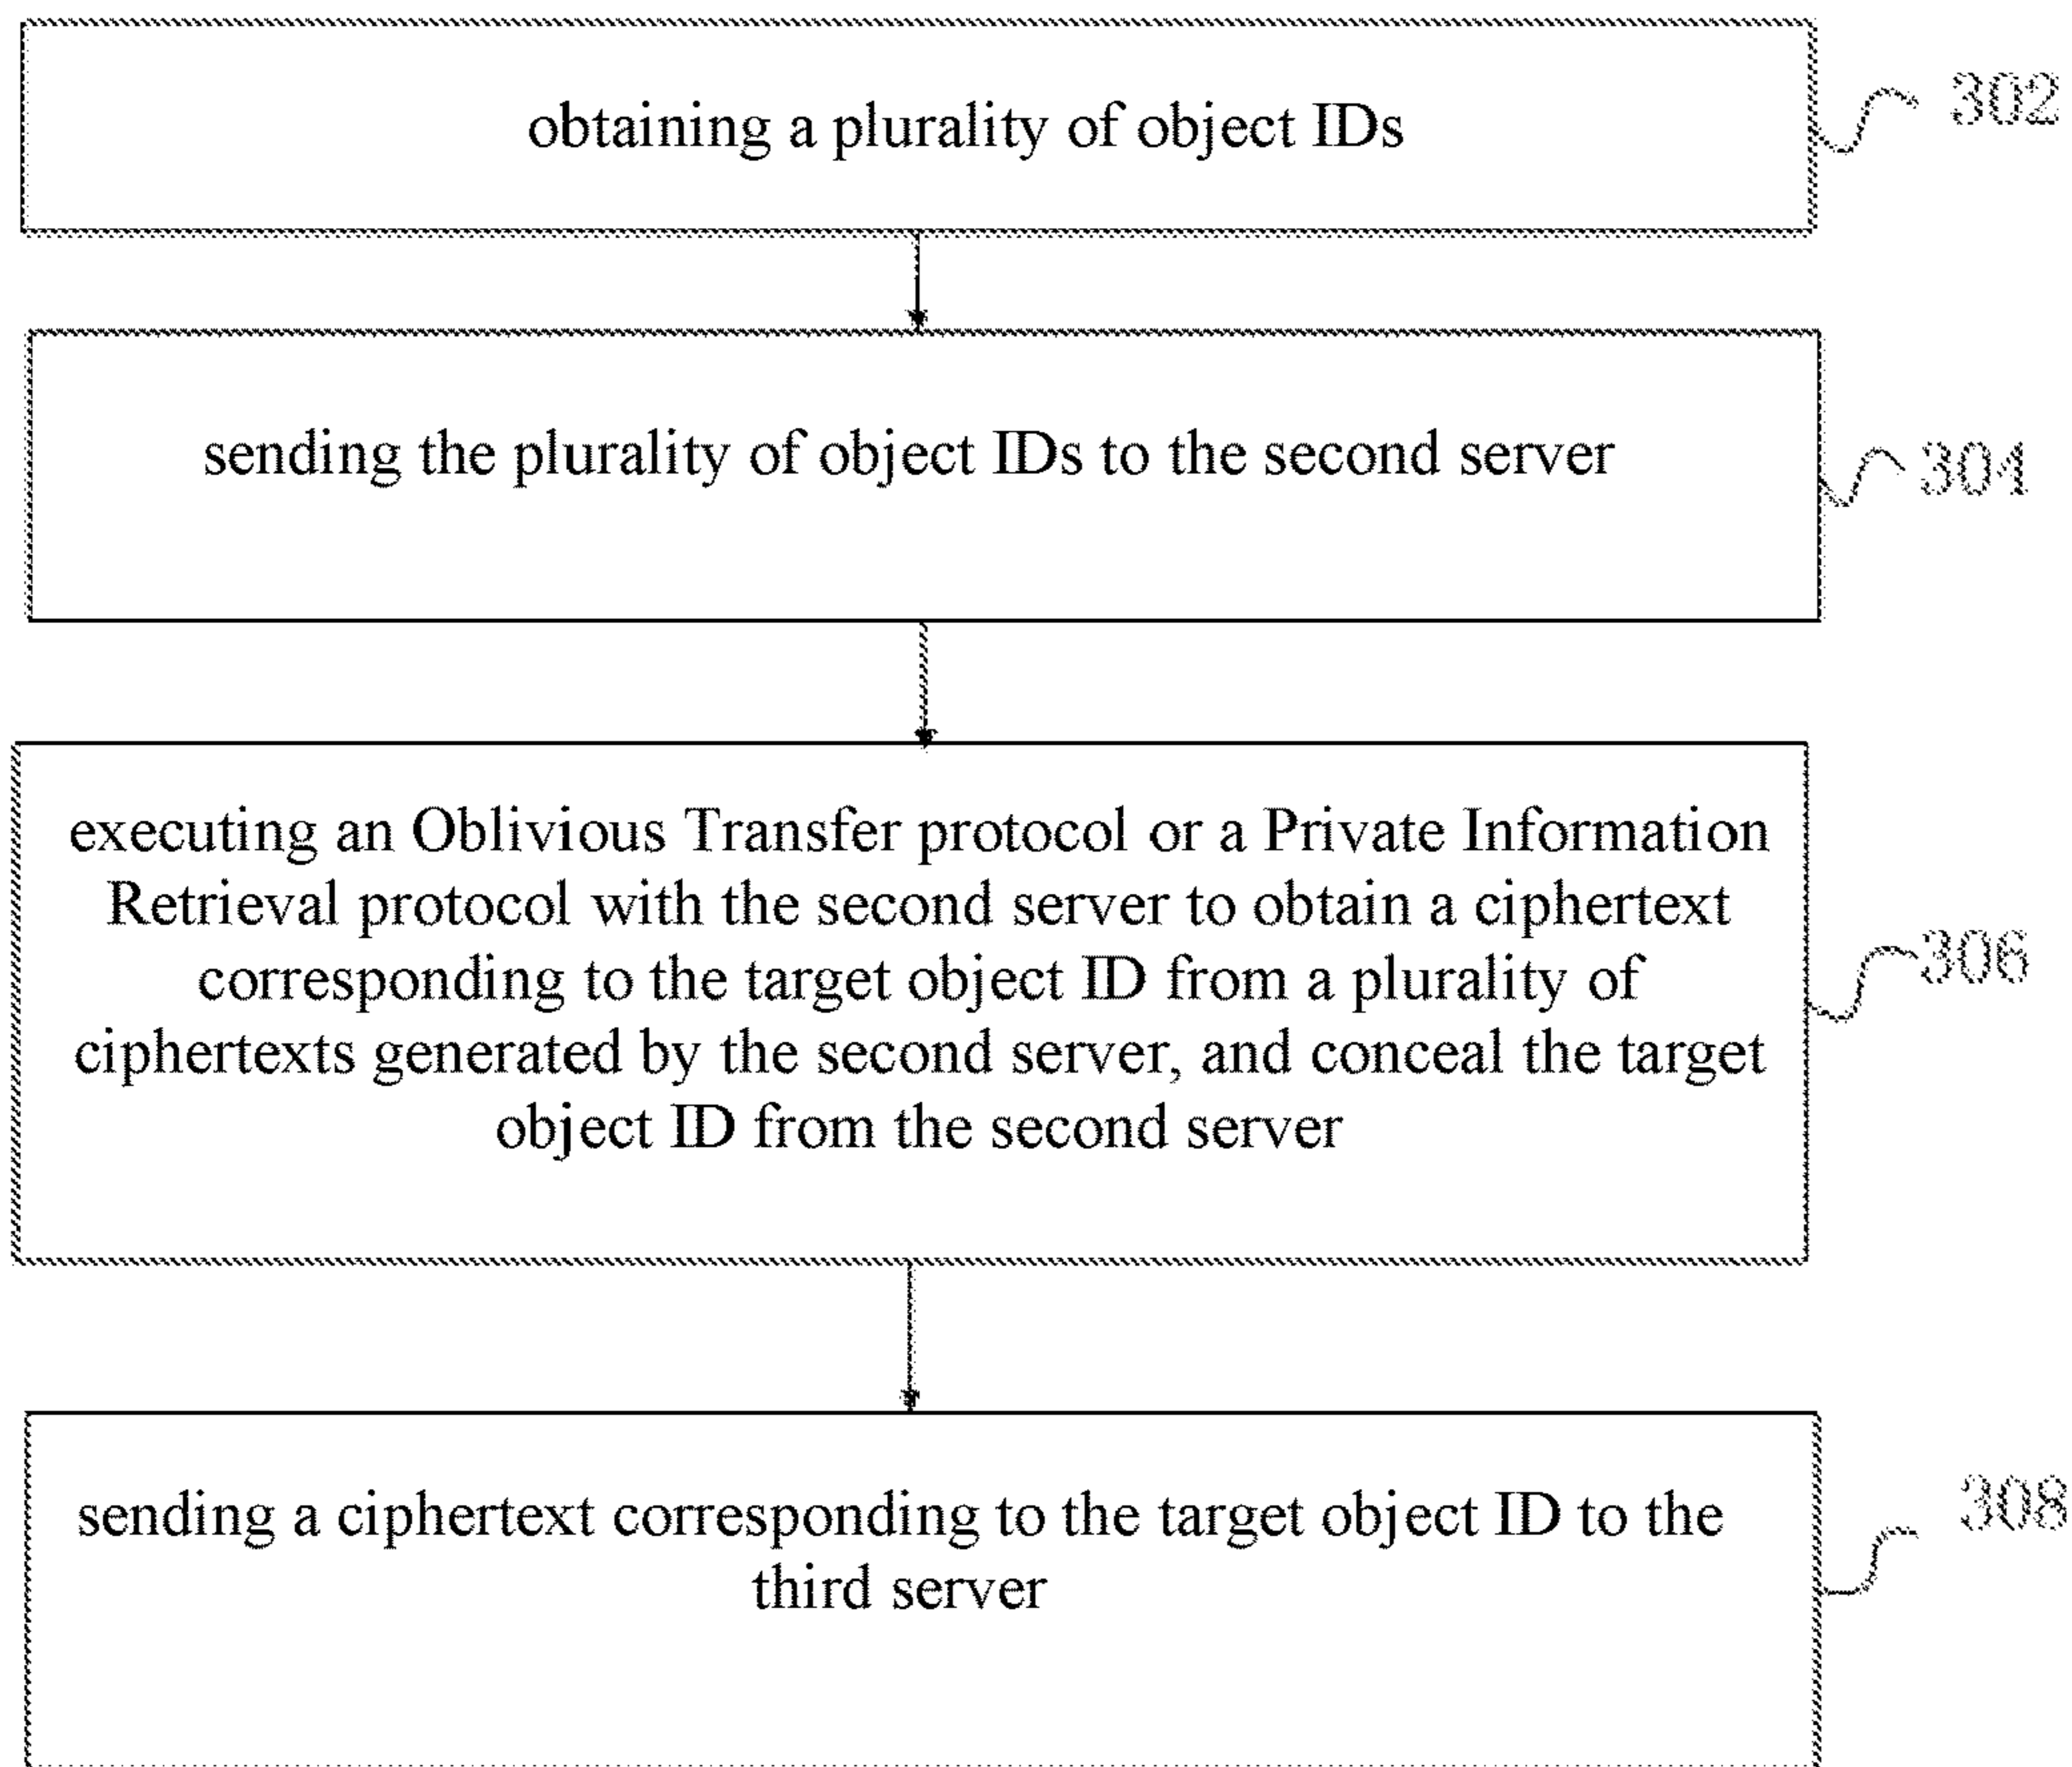 obtaining a plurality of object IDs
302
sending the plurality of object IDs to the second server
304
executing an Oblivious Transfer protocol or a Private Information
Retrieval protocol with the second server to obtain a ciphertext
corresponding to the target object ID from a plurality of
ciphertexts generated by the second server, and conceal the target
object ID from the second server
306
sending a ciphertext corresponding to the target object ID to the
third server
308